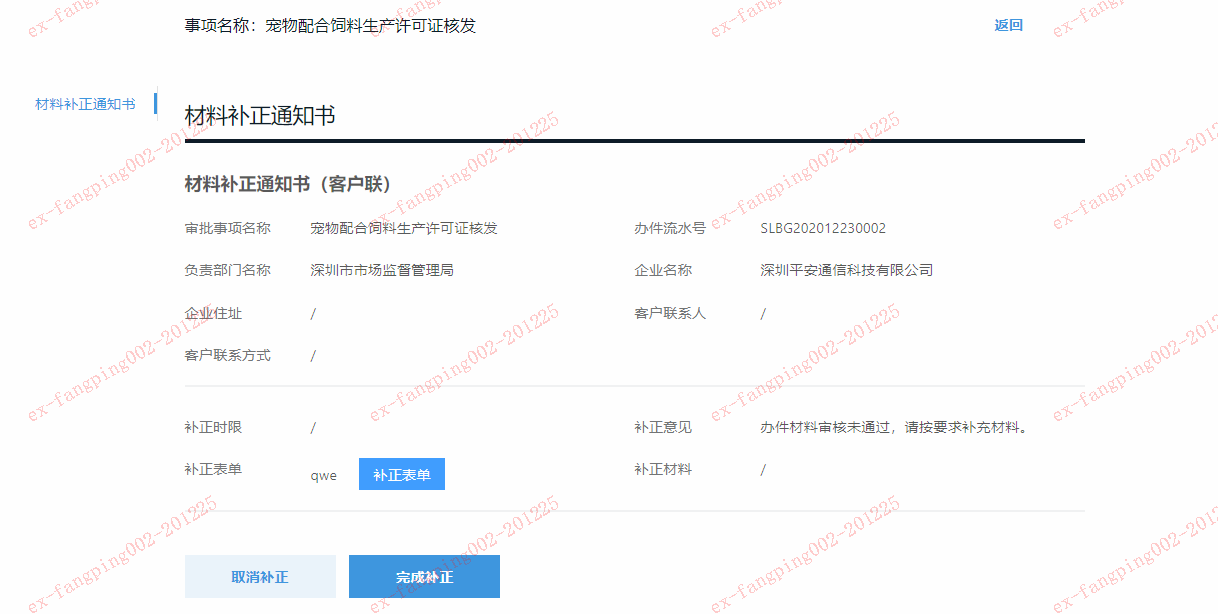 事项名称：宠物配合饲料生产许可证核发 返回
材料补正通知书
材料补正通知书
材料补正通知书（客户联）
审批事项名称 宠物配合饲料生产许可证核发 办件流水号 SLBG202012230002
负责部门名称 深圳市市场监督管理局 企业名称 深圳平安通信科技有限公司
企业住址 / 客户联系人 /
客户联系方式 /
补正时限 / 补正意见 办件材料审核未通过，请按要求补充材料。
补正表单 qwe 补正表单 补正材料 /
取消补正 完成补正
ex-fangping002-201225